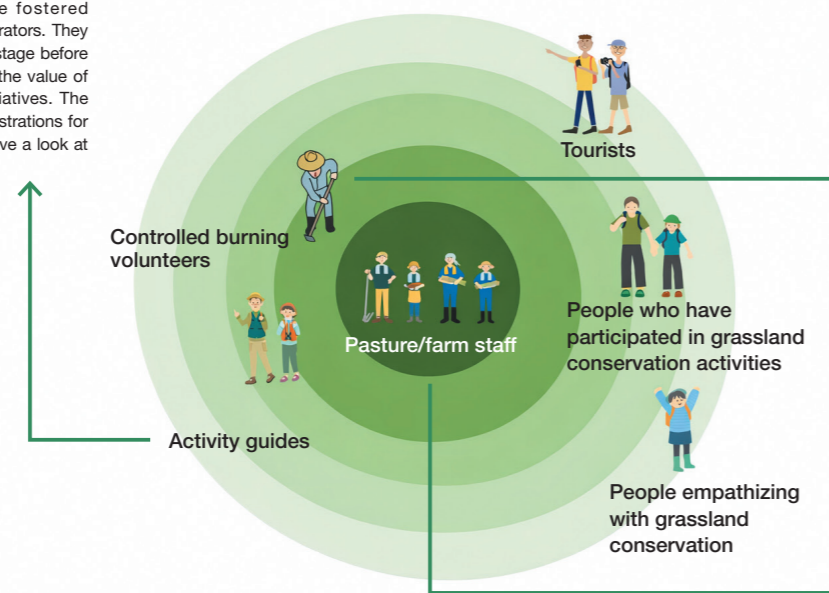 e fostered
rators. They
stage before
the value of
iatives. The
strations for
ve a look at
Tourists
Controlled burning
volunteers
People who have
participated in grassland
conservation activities
Pasture/farm staff
Activity guides
People empathizing
with grassland
conservation